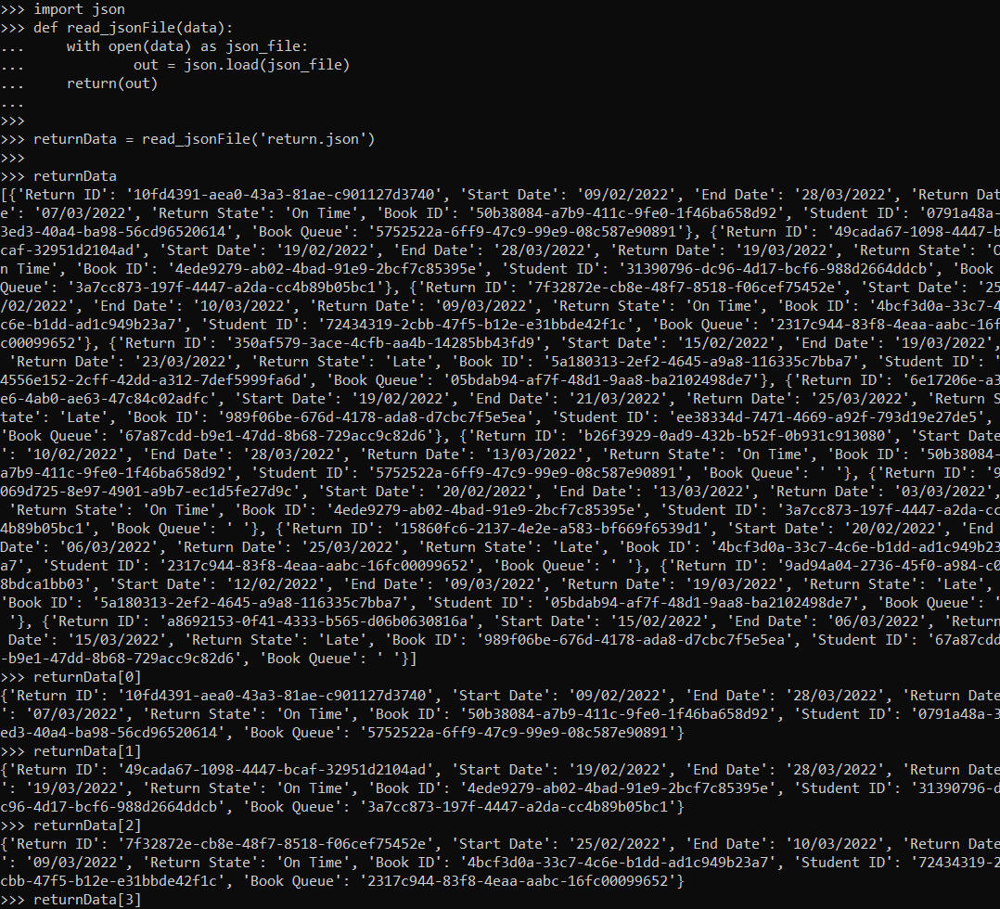 >>> import json
>>> def read_jsonFile(data):
...     with open(data) as json_file:
...             out = json.load(json_file)
...     return(out)
...
>>>
>>> returnData = read_jsonFile('return.json')
>>>
>>> returnData
[{'Return ID': '10fd4391-aea0-43a3-81ae-c901127d3740', 'Start Date': '09/02/2022', 'End Date': '28/03/2022', 'Return Dat
e': '07/03/2022', 'Return State': 'On Time', 'Book ID': '50b38084-a7b9-411c-9fe0-1f46ba658d92', 'Student ID': '0791a48a-
3ed3-40a4-ba98-56cd96520614', 'Book Queue': '5752522a-6ff9-47c9-99e9-08c587e90891'}, {'Return ID': '49cada67-1098-4447-b
caf-32951d2104ad', 'Start Date': '19/02/2022', 'End Date': '28/03/2022', 'Return Date': '19/03/2022', 'Return State': 'O
n Time', 'Book ID': '4ede9279-ab02-4bad-91e9-2bcf7c85395e', 'Student ID': '31390796-dc96-4d17-bcf6-988d2664ddcb', 'Book
Queue': '3a7cc873-197f-4447-a2da-cc4b89b05bc1'}, {'Return ID': '7f32872e-cb8e-48f7-8518-f06cef75452e', 'Start Date': '25
/02/2022', 'End Date': '10/03/2022', 'Return Date': '09/03/2022', 'Return State': 'On Time', 'Book ID': '4bcf3d0a-33c7-4
c6e-b1dd-ad1c949b23a7', 'Student ID': '72434319-2cbb-47f5-b12e-e31bbde42f1c', 'Book Queue': '2317c944-83f8-4eaa-aabc-16f
c00099652'}, {'Return ID': '350af579-3ace-4cfb-aa4b-14285bb43fd9', 'Start Date': '15/02/2022', 'End Date': '19/03/2022',
 'Return Date': '23/03/2022', 'Return State': 'Late', 'Book ID': '5a180313-2ef2-4645-a9a8-116335c7bba7', 'Student ID': '
4556e152-2cff-42dd-a312-7def5999fa6d', 'Book Queue': '05bdab94-af7f-48d1-9aa8-ba2102498de7'}, {'Return ID': '6e17206e-a3
e6-4ab0-ae63-47c84c02adfc', 'Start Date': '19/02/2022', 'End Date': '21/03/2022', 'Return Date': '25/03/2022', 'Return S
tate': 'Late', 'Book ID': '989f06be-676d-4178-ada8-d7cbc7f5e5ea', 'Student ID': 'ee38334d-7471-4669-a92f-793d19e27de5',
'Book Queue': '67a87cdd-b9e1-47dd-8b68-729acc9c82d6'}, {'Return ID': 'b26f3929-0ad9-432b-b52f-0b931c913080', 'Start Date
': '10/02/2022', 'End Date': '28/03/2022', 'Return Date': '13/03/2022', 'Return State': 'On Time', 'Book ID': '50b38084-
a7b9-411c-9fe0-1f46ba658d92', 'Student ID': '5752522a-6ff9-47c9-99e9-08c587e90891', 'Book Queue': ' '}, {'Return ID': '9
069d725-8e97-4901-a9b7-ec1d5fe27d9c', 'Start Date': '20/02/2022', 'End Date': '13/03/2022', 'Return Date': '03/03/2022',
 'Return State': 'On Time', 'Book ID': '4ede9279-ab02-4bad-91e9-2bcf7c85395e', 'Student ID': '3a7cc873-197f-4447-a2da-cc
4b89b05bc1', 'Book Queue': ' '}, {'Return ID': '15860fc6-2137-4e2e-a583-bf669f6539d1', 'Start Date': '20/02/2022', 'End
Date': '06/03/2022', 'Return Date': '25/03/2022', 'Return State': 'Late', 'Book ID': '4bcf3d0a-33c7-4c6e-b1dd-ad1c949b23
a7', 'Student ID': '2317c944-83f8-4eaa-aabc-16fc00099652', 'Book Queue': ' '}, {'Return ID': '9ad94a04-2736-45f0-a984-c0
8bdca1bb03', 'Start Date': '12/02/2022', 'End Date': '09/03/2022', 'Return Date': '19/03/2022', 'Return State': 'Late',
'Book ID': '5a180313-2ef2-4645-a9a8-116335c7bba7', 'Student ID': '05bdab94-af7f-48d1-9aa8-ba2102498de7', 'Book Queue': '
 '}, {'Return ID': 'a8692153-0f41-4333-b565-d06b0630816a', 'Start Date': '15/02/2022', 'End Date': '06/03/2022', 'Return
 Date': '15/03/2022', 'Return State': 'Late', 'Book ID': '989f06be-676d-4178-ada8-d7cbc7f5e5ea', 'Student ID': '67a87cdd
-b9e1-47dd-8b68-729acc9c82d6', 'Book Queue': ' '}]
>>> returnData[0]
{'Return ID': '10fd4391-aea0-43a3-81ae-c901127d3740', 'Start Date': '09/02/2022', 'End Date': '28/03/2022', 'Return Date
': '07/03/2022', 'Return State': 'On Time', 'Book ID': '50b38084-a7b9-411c-9fe0-1f46ba658d92', 'Student ID': '0791a48a-3
ed3-40a4-ba98-56cd96520614', 'Book Queue': '5752522a-6ff9-47c9-99e9-08c587e90891'}
>>> returnData[1]
{'Return ID': '49cada67-1098-4447-bcaf-32951d2104ad', 'Start Date': '19/02/2022', 'End Date': '28/03/2022', 'Return Date
': '19/03/2022', 'Return State': 'On Time', 'Book ID': '4ede9279-ab02-4bad-91e9-2bcf7c85395e', 'Student ID': '31390796-d
c96-4d17-bcf6-988d2664ddcb', 'Book Queue': '3a7cc873-197f-4447-a2da-cc4b89b05bc1'}
>>> returnData[2]
{'Return ID': '7f32872e-cb8e-48f7-8518-f06cef75452e', 'Start Date': '25/02/2022', 'End Date': '10/03/2022', 'Return Date
': '09/03/2022', 'Return State': 'On Time', 'Book ID': '4bcf3d0a-33c7-4c6e-b1dd-ad1c949b23a7', 'Student ID': '72434319-2
cbb-47f5-b12e-e31bbde42f1c', 'Book Queue': '2317c944-83f8-4eaa-aabc-16fc00099652'}
>>> returnData[3]